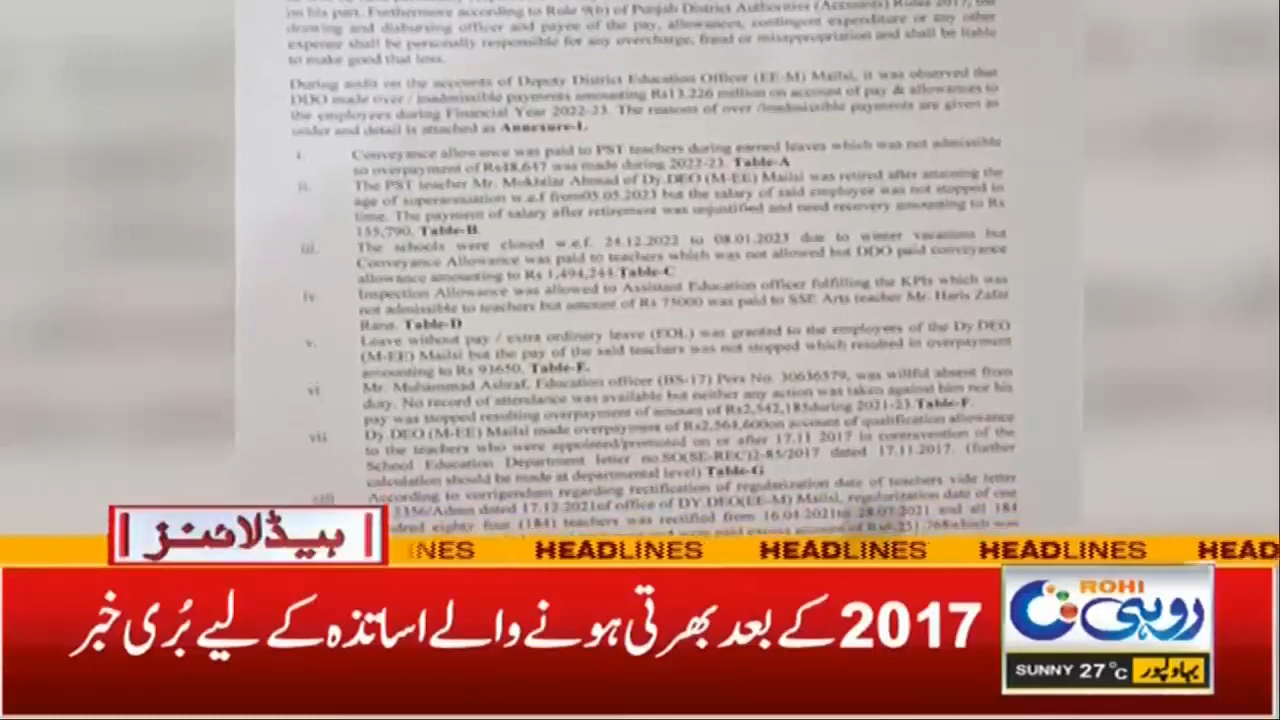 on his part. Furthermore according to Rule 9(b) of Punjab District Authorities (Accounts) Rules 2017, the
drawing and disbursing officer and payee of the pay, allowances, contingent expenditure or any other
expense shall be personally responsible for any overcharge, fraud or misappropriation and shall be liable
to make good that loss.
During audit on the accounts of Deputy District Education Officer (EE-M) Mailsi, it was observed that
DDO made over / inadmissible payments amounting Rs13.226 million on account of pay & allowances to
the employees during Financial Year 2022-23. The reasons of over /inadmissible payments are given as
under and detail is attached as Annexure-I.
i. Conveyance allowance was paid to PST teachers during earned leaves which was not admissible
so overpayment of Rs48,647 was made during 2022-23. Table-A
ii. The PST teacher Mr. Mukhtar Ahmad of Dy.DEO (M-EE) Mailsi was retired after attaining the
age of superannuation w.e.f from05.05.2023 but the salary of said employee was not stopped in
time. The payment of salary after retirement was unjustified and need recovery amounting to Rs
155,790. Table-B
iii. The schools were closed w.e.f. 24.12.2022 to 08.01.2023 due to winter vacations but
Conveyance Allowance was paid to teachers which was not allowed but DDO paid conveyance
allowance amounting to Rs 1,494,244.Table-C
iv. Inspection Allowance was allowed to Assistant Education officer fulfilling the KPIs which was
not admissible to teachers but amount of Rs 75000 was paid to SSE Arts teacher Mr. Haris Zafar
Rana. Table-D
v. Leave without pay / extra ordinary leave (EOL) was granted to the employees of the Dy.DEO
(M-EE) Mailsi but the pay of the said teachers was not stopped which resulted in overpayment
amounting to Rs 93650. Table-E.
vi. Mr. Muhammad Ashraf, Education officer (BS-17) Pers No. 30636579, was willful absent from
duty. No record of attendance was available but neither any action was taken against him nor his
pay was stopped resulting overpayment of amount of Rs2,542,185during 2021-23.Table-F.
vii. Dy.DEO (M-EE) Mailsi made overpayment of Rs2,564,600on account of qualification allowance
to the teachers who were appointed/promoted on or after 17.11 2017 in contravention of the
School Education Department letter no.SO(SE-REC)2-85/2017 dated 17.11.2017. (further
calculation should be made at departmental level) Table-G
viii According to corrigendum regarding rectification of regularization date of teachers vide letter
3356/Admn dated 17.12.2021of office of DY.DEO(EE-M) Mailsi, regularization date of one
eighty four (184) teachers was rectified from 16.04.2021to 28.03.2021 and all 184
ہیڈلائنز
INES HEADLINES HEADLINES HEADLINES HEAD
2017 کے بعد بھرتی ہونے والے اساتذہ کے لیے بُری خبر
ROHI
روہی
SUNNY 27°C بہاولپور